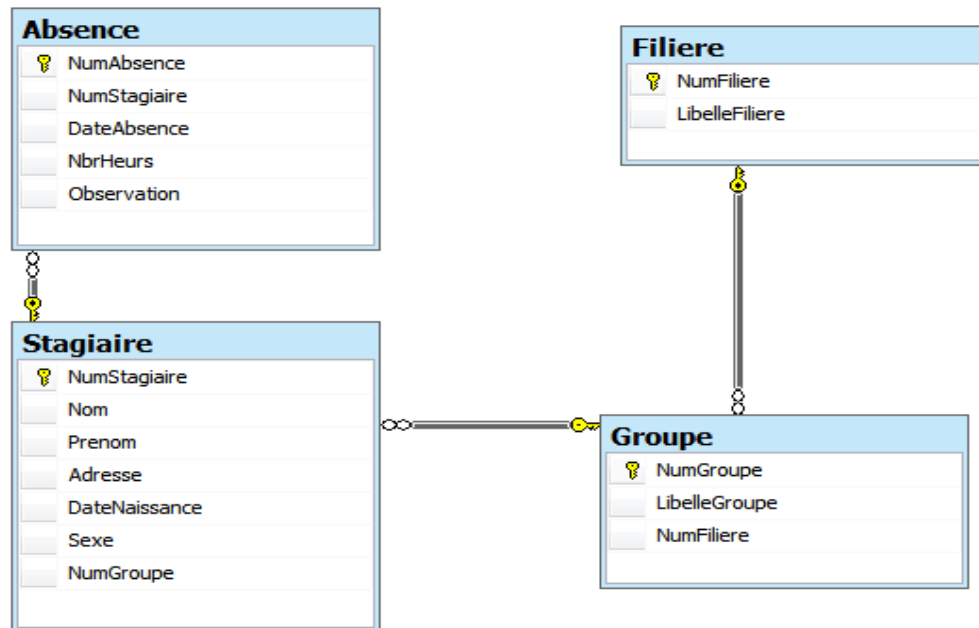 Absence
NumAbsence
NumStagiaire
DateAbsence
NbrHeurs
Observation
Filiere
NumFiliere
LibelleFiliere
Stagiaire
NumStagiaire
Nom
Prenom
Adresse
DateNaissance
Sexe
NumGroupe
Groupe
NumGroupe
LibelleGroupe
NumFiliere